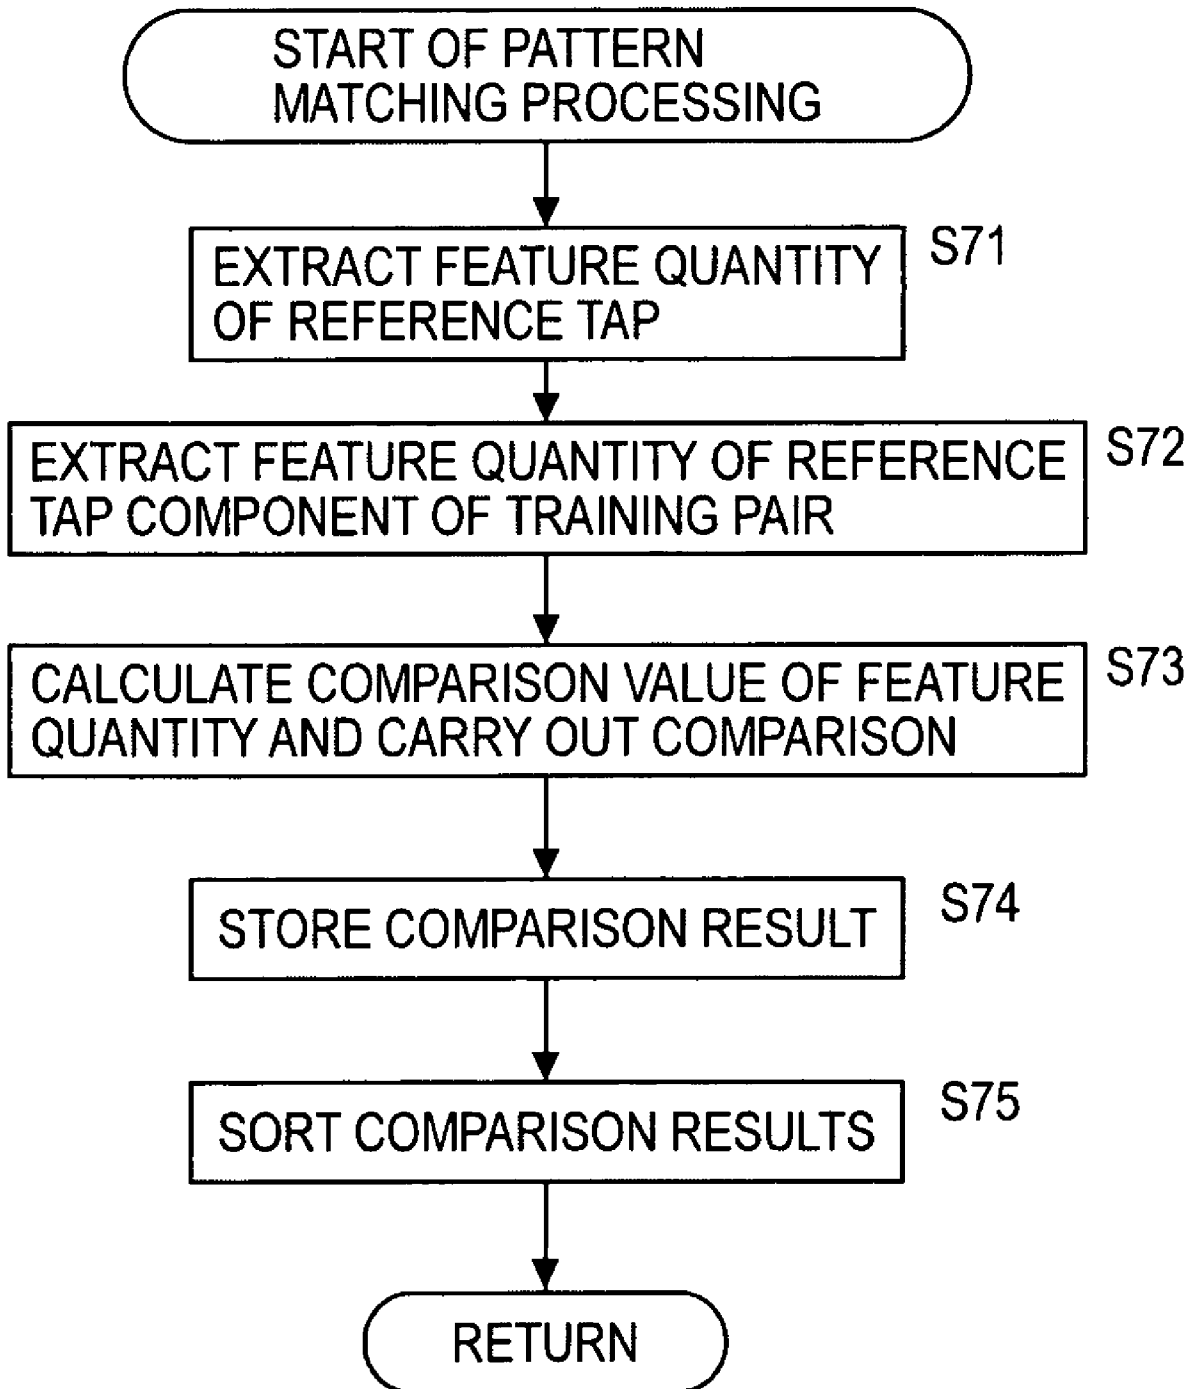 START OF PATTERN
MATCHING PROCESSING
EXTRACT FEATURE QUANTITY
OF REFERENCE TAP
S71
EXTRACT FEATURE QUANTITY OF REFERENCE
TAP COMPONENT OF TRAINING PAIR
S72
CALCULATE COMPARISON VALUE OF FEATURE
QUANTITY AND CARRY OUT COMPARISON
S73
STORE COMPARISON RESULT
S74
SORT COMPARISON RESULTS
S75
RETURN